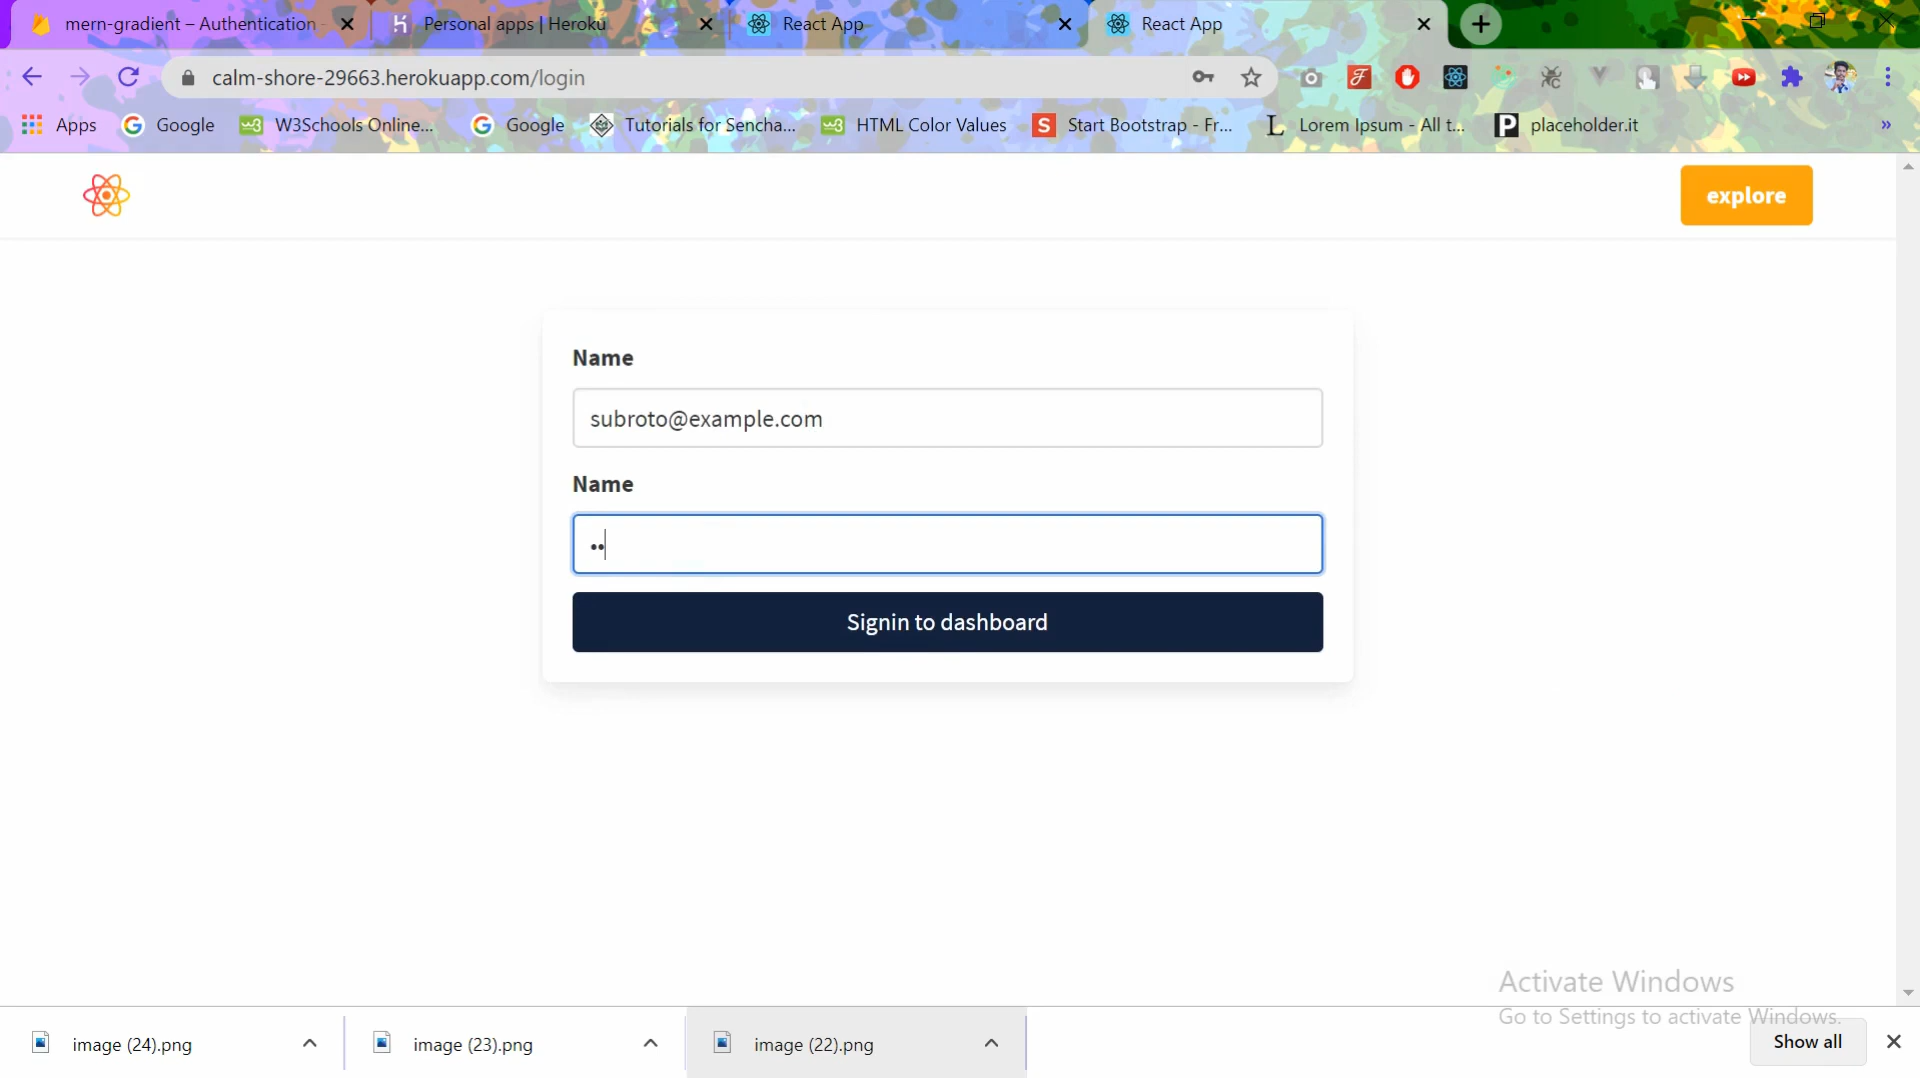 mern-gradient – Authentication
Personal apps | Heroku
React App
React App
calm-shore-29663.herokuapp.com/login
Apps
Google
W3Schools Online...
Google
Tutorials for Sencha...
HTML Color Values
Start Bootstrap - Fr...
Lorem Ipsum - All t...
placeholder.it
explore
Name
subroto@example.com
Name
Signin to dashboard
Activate Windows
Go to Settings to activate Windows.
image (24).png
image (23).png
image (22).png
Show all